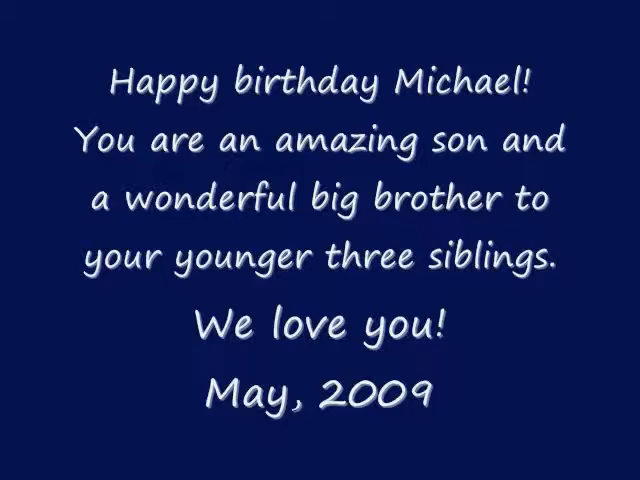 Happy birthday Michael!
You are an amazing son and
a wonderful big brother to
your younger three siblings.
We love you!
May, 2009